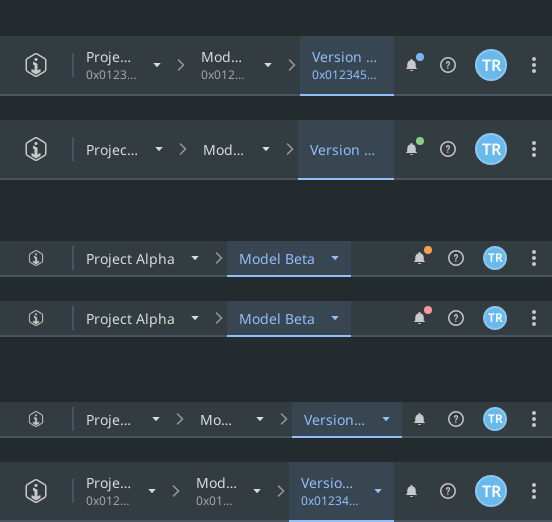 Proje... Mod... Version ...
0x0123... 0x012... 0x012345... TR
Projec... Mod... Version ... TR
Project Alpha Model Beta TR
Project Alpha Model Beta TR
Proje... Mo... Version... TR
Proje... Mod... Versio...
0x012... 0x01... 0x01234... TR